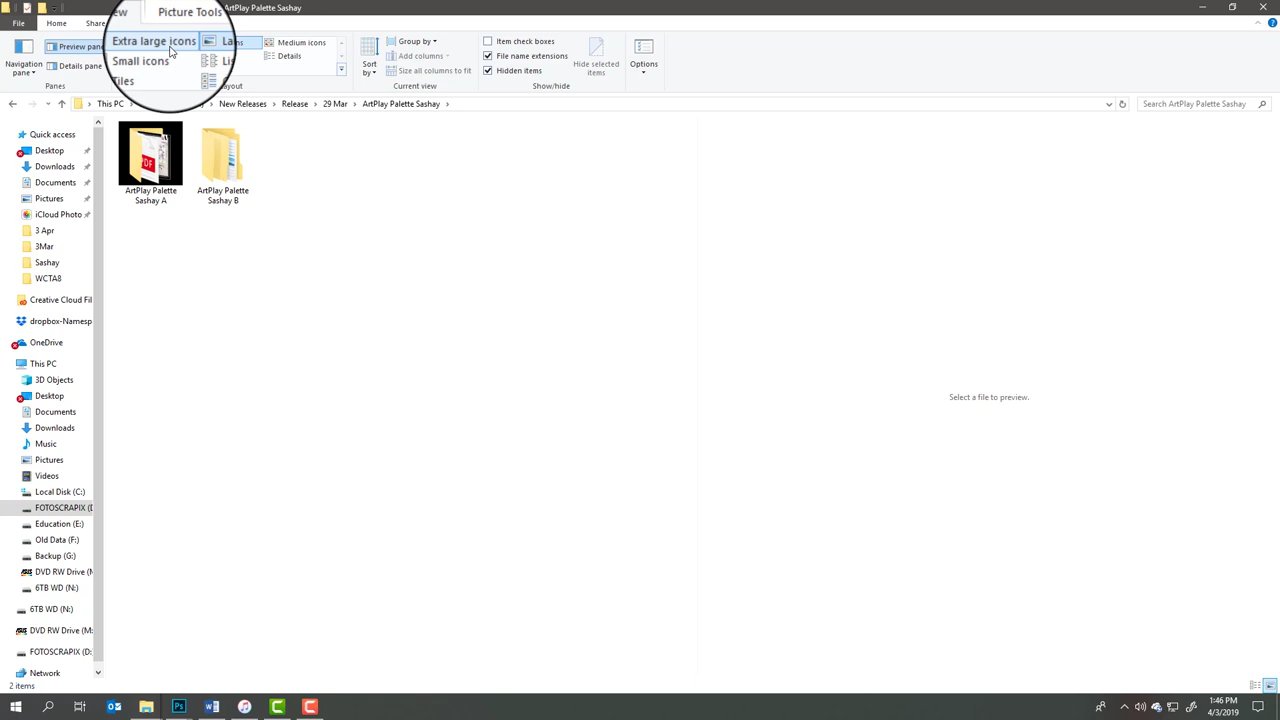 ew
Picture Tools
ArtPlay Palette Sashay
File
Home
Share
Extra large icons
Medium icons
Small icons
Details
Tiles
Preview pane
Details pane
Navigation pane
Panes
ayout
Sort by
Group by
Add columns
Size all columns to fit
Current view
Item check boxes
File name extensions
Hidden items
Hide selected items
Show/hide
Options
This PC
New Releases
Release
29 Mar
ArtPlay Palette Sashay
Search ArtPlay Palette Sashay
Quick access
Desktop
Downloads
Documents
Pictures
iCloud Photo
3 Apr
3Mar
Sashay
WCTA8
Creative Cloud Fil
dropbox-Namesp
OneDrive
This PC
3D Objects
Desktop
Documents
Downloads
Music
Pictures
Videos
Local Disk (C:)
FOTOSCRAPIX (D
Education (E:)
Old Data (F:)
Backup (G:)
DVD RW Drive (M
6TB WD (N:)
6TB WD (N:)
DVD RW Drive (M:
FOTOSCRAPIX (D:
Network
PDF
ArtPlay Palette
Sashay A
ArtPlay Palette
Sashay B
Select a file to preview.
2 items
1:46 PM
4/3/2019